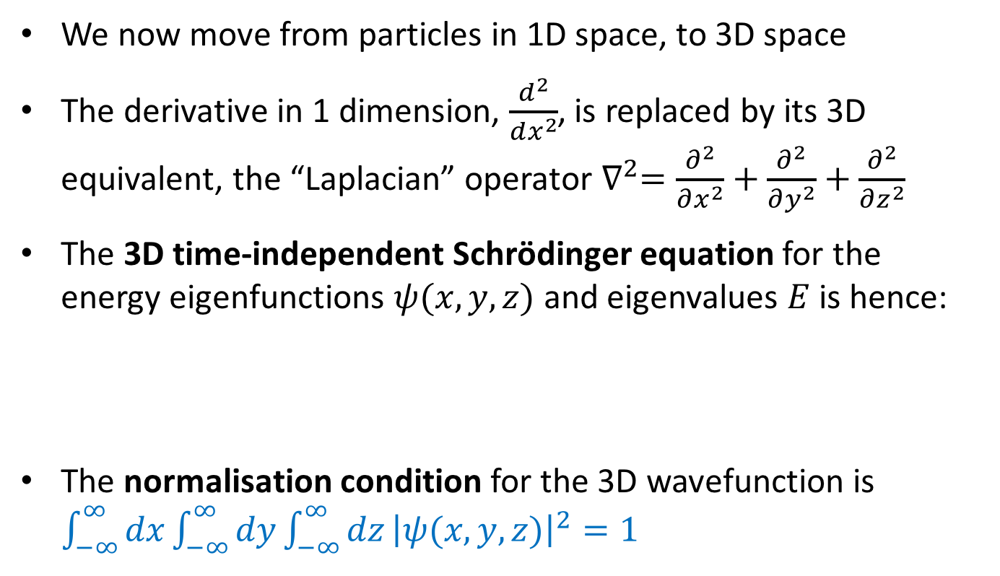 • We now move from particles in 1D space, to 3D space
• The derivative in 1 dimension, $\frac{d^2}{dx^2}$, is replaced by its 3D
equivalent, the “Laplacian” operator $\nabla^2 = \frac{\partial^2}{\partial x^2} + \frac{\partial^2}{\partial y^2} + \frac{\partial^2}{\partial z^2}$
• The 3D time-independent Schrödinger equation for the
energy eigenfunctions $\psi(x, y, z)$ and eigenvalues $E$ is hence:
• The normalisation condition for the 3D wavefunction is
$\int_{-\infty}^{\infty} dx \int_{-\infty}^{\infty} dy \int_{-\infty}^{\infty} dz \, |\psi(x, y, z)|^2 = 1$